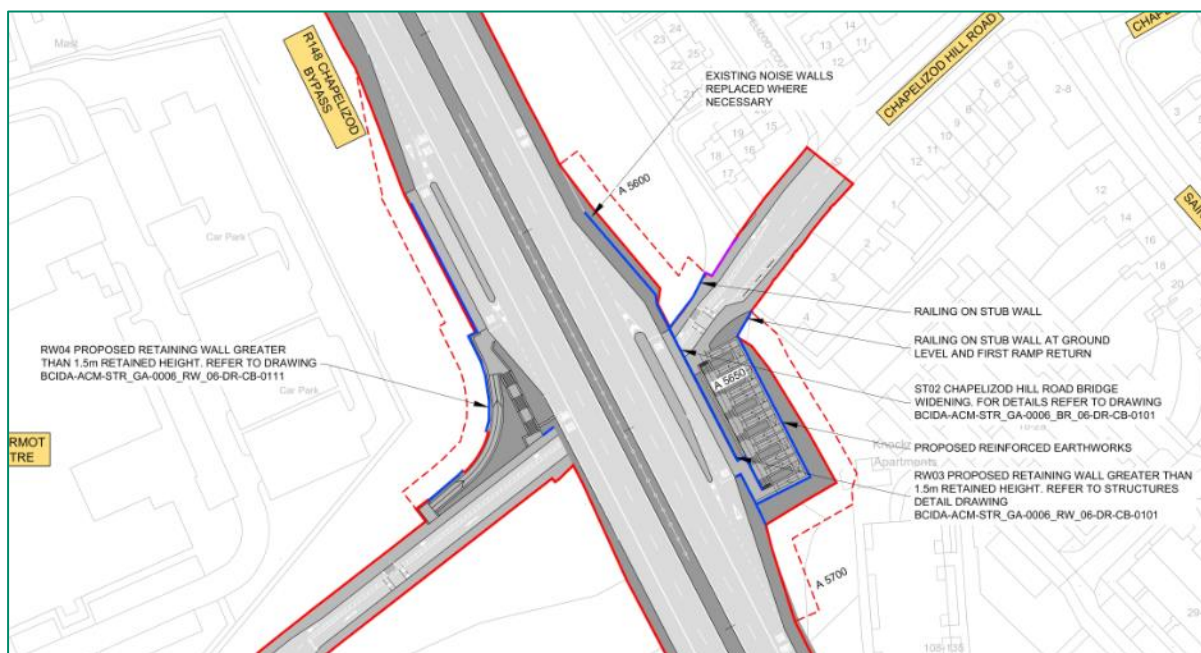 Mast
R148 CHAPELIZOD
BYPASS
EXISTING NOISE WALLS
REPLACED WHERE
NECESSARY
CHAPELIZOD HILL ROAD
A 5600
Car Park
RAILING ON STUB WALL
RAILING ON STUB WALL AT GROUND
LEVEL AND FIRST RAMP RETURN
RW04 PROPOSED RETAINING WALL GREATER
THAN 1.5m RETAINED HEIGHT. REFER TO DRAWING
BCIDA-ACM-STR_GA-0006_RW_06-DR-CB-0111
A 5650
ST02 CHAPELIZOD HILL ROAD BRIDGE
WIDENING. FOR DETAILS REFER TO DRAWING
BCIDA-ACM-STR_GA-0006_BR_06-DR-CB-0101
Car Park
RMOT
TRE
PROPOSED REINFORCED EARTHWORKS
Apartments
RW03 PROPOSED RETAINING WALL GREATER THAN
1.5m RETAINED HEIGHT. REFER TO STRUCTURES
DETAIL DRAWING
BCIDA-ACM-STR_GA-0006_RW_06-DR-CB-0101
A 5700